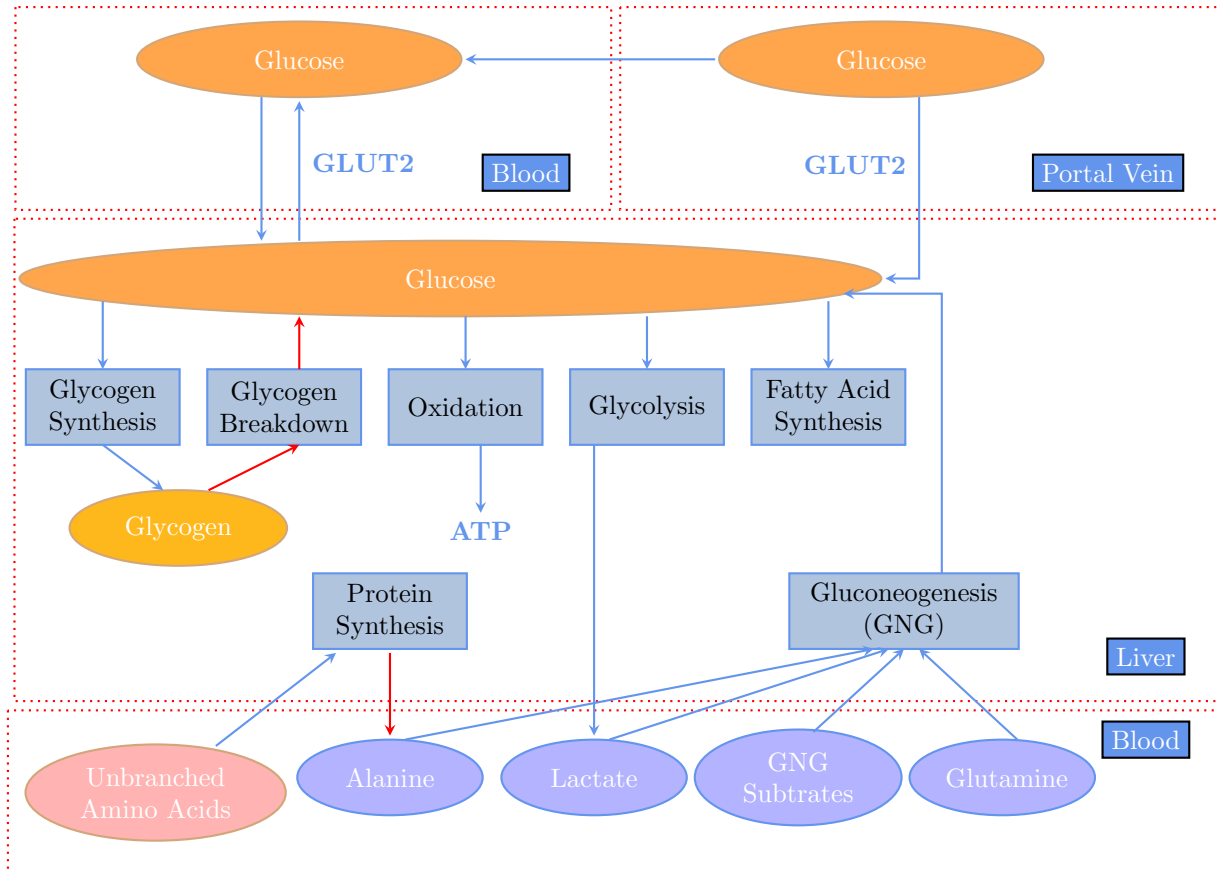 Glucose
Glucose
GLUT2
GLUT2
Blood
Portal Vein
Glucose
Glycogen
Synthesis
Glycogen
Breakdown
Oxidation
Glycolysis
Fatty Acid
Synthesis
Glycogen
ATP
Protein
Synthesis
Gluconeogenesis
(GNG)
Liver
Blood
Unbranched
Amino Acids
Alanine
Lactate
GNG
Subtrates
Glutamine